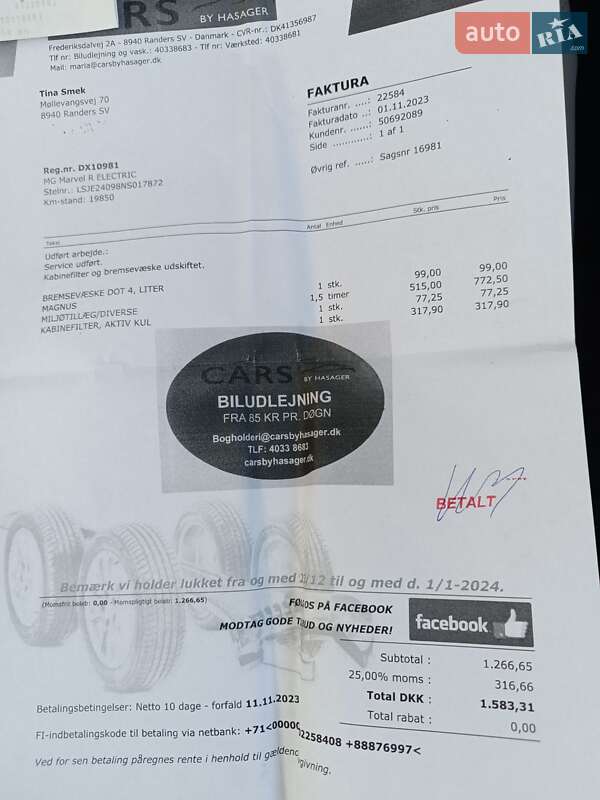 CARS
BY HASAGER
auto RIA .com
Frederiksdalvej 2A - 8940 Randers SV - Danmark - CVR-nr.: DK41356987
Tlf nr: Biludlejning og vask.: 40338683 - Tlf nr Værksted: 40338681
Mail: maria@carsbyhasager.dk
Tina Smek
Møllevangsvej 70
8940 Randers SV
FAKTURA
Fakturanr. ....: 22584
Fakturadato ...: 01.11.2023
Kundenr. ......: 50692089
Side ............: 1 af 1
Øvrig ref. .....: Sagsnr 16981
Reg.nr. DX10981
MG Marvel R ELECTRIC
Stelnr.: LSJE24098NS017872
Km-stand: 19850
Tekst Antal Enhed Stk. pris Pris
Udført arbejde.:
Service udført.
Kabinefilter og bremsevæske udskiftet.
BREMSEVÆSKE DOT 4, LITER 1 stk. 99,00 99,00
MAGNUS 1,5 timer 515,00 772,50
MILJØTILLÆG/DIVERSE 1 stk. 77,25 77,25
KABINEFILTER, AKTIV KUL 1 stk. 317,90 317,90
CARS
BY HASAGER
BILUDLEJNING
FRA 85 KR PR. DØGN
Bogholderi@carsbyhasager.dk
TLF: 4033 8683
carsbyhasager.dk
BETALT
Bemærk vi holder lukket fra og med /12 til og med d. 1/1-2024.
(Momsfrit beløb: 0,00 - Momspligtigt beløb: 1.266,65)
PÅ FACEBOOK
MODTAG GODE OG NYHEDER!
facebook
Subtotal : 1.266,65
25,00% moms : 316,66
Total DKK : 1.583,31
Total rabat : 0,00
Betalingsbetingelser: Netto 10 dage - forfald 11.11.2023
FI-indbetalingskode til betaling via netbank: +71<00000 02258408 +88876997<
Ved for sen betaling påregnes rente i henhold til gældende